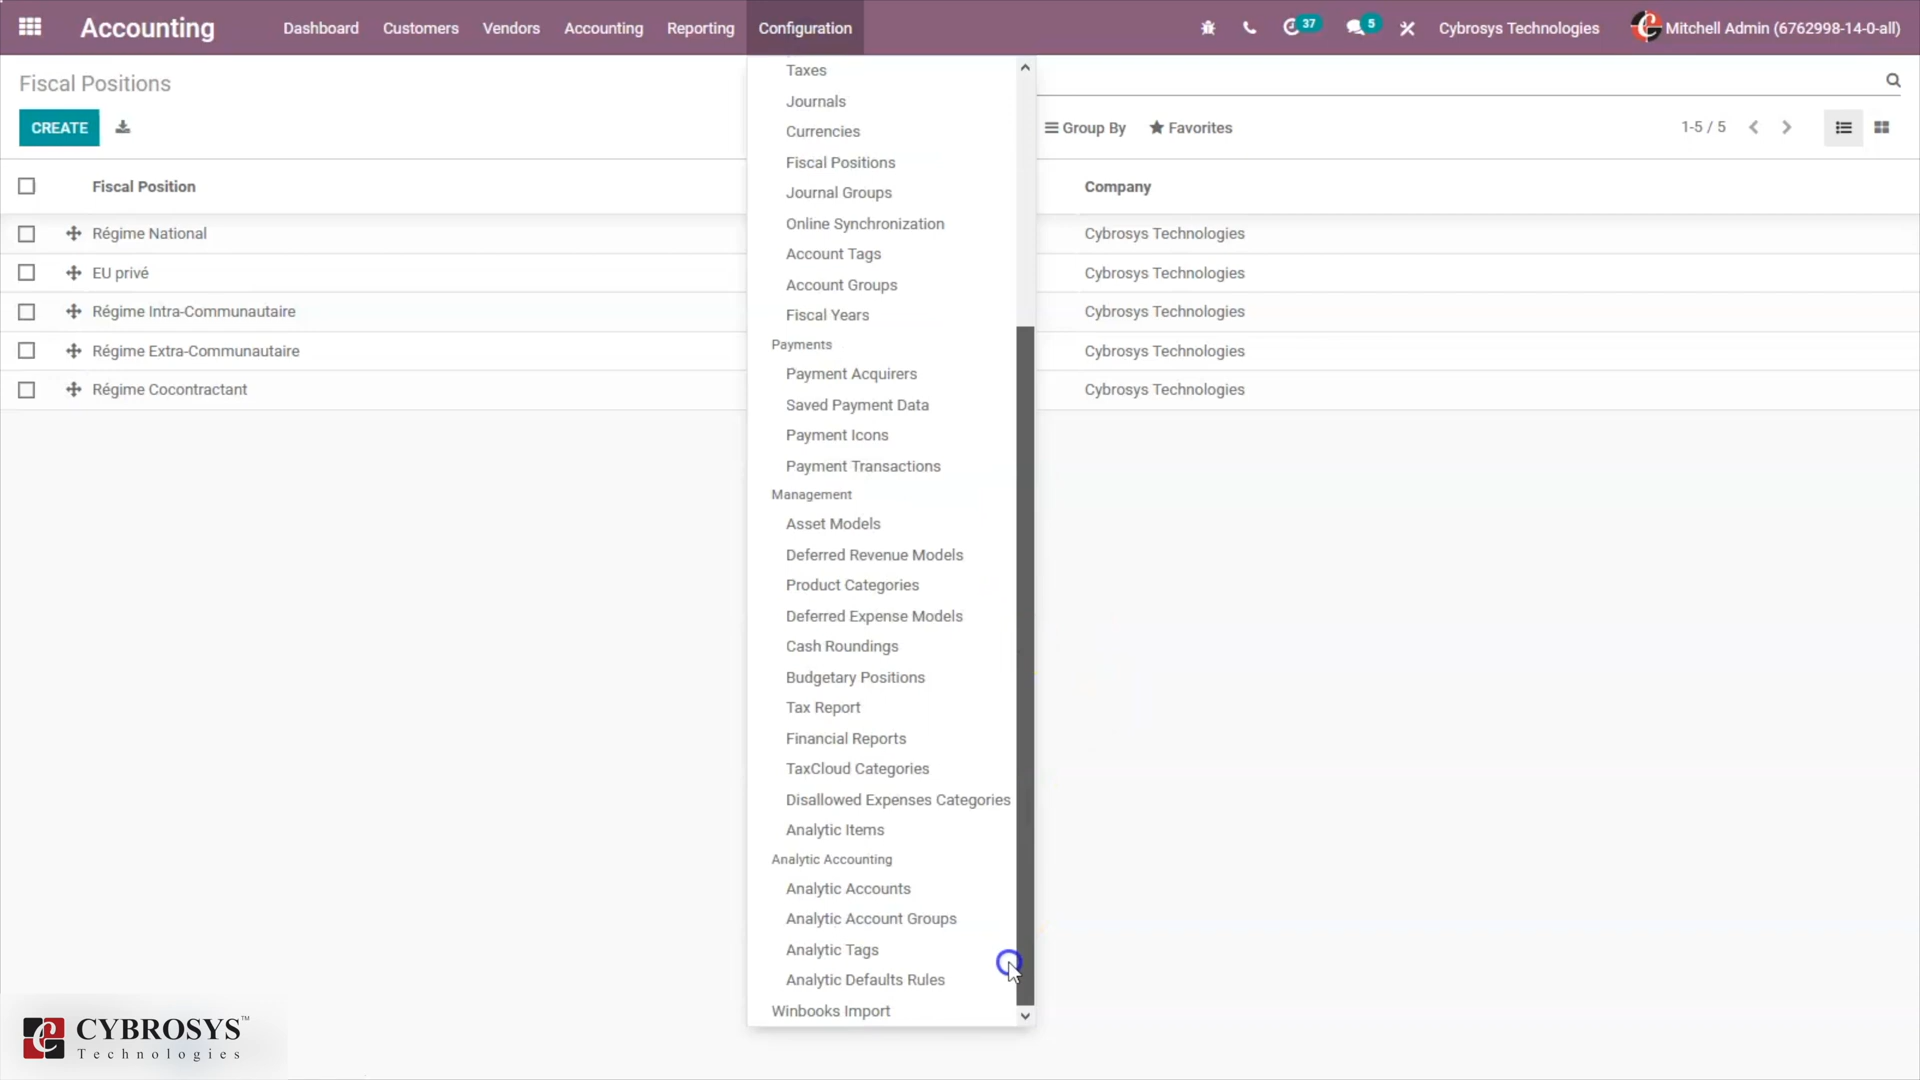 Accounting
Dashboard
Customers
Vendors
Accounting
Reporting
Configuration
37
5
Cybrosys Technologies
Mitchell Admin (6762998-14-0-all)
Fiscal Positions
CREATE
Group By
Favorites
1-5 / 5
Fiscal Position
Company
Régime National
Cybrosys Technologies
EU privé
Cybrosys Technologies
Régime Intra-Communautaire
Cybrosys Technologies
Régime Extra-Communautaire
Cybrosys Technologies
Régime Cocontractant
Cybrosys Technologies
Taxes
Journals
Currencies
Fiscal Positions
Journal Groups
Online Synchronization
Account Tags
Account Groups
Fiscal Years
Payments
Payment Acquirers
Saved Payment Data
Payment Icons
Payment Transactions
Management
Asset Models
Deferred Revenue Models
Product Categories
Deferred Expense Models
Cash Roundings
Budgetary Positions
Tax Report
Financial Reports
TaxCloud Categories
Disallowed Expenses Categories
Analytic Items
Analytic Accounting
Analytic Accounts
Analytic Account Groups
Analytic Tags
Analytic Defaults Rules
Winbooks Import
CYBROSYS™
Technologies